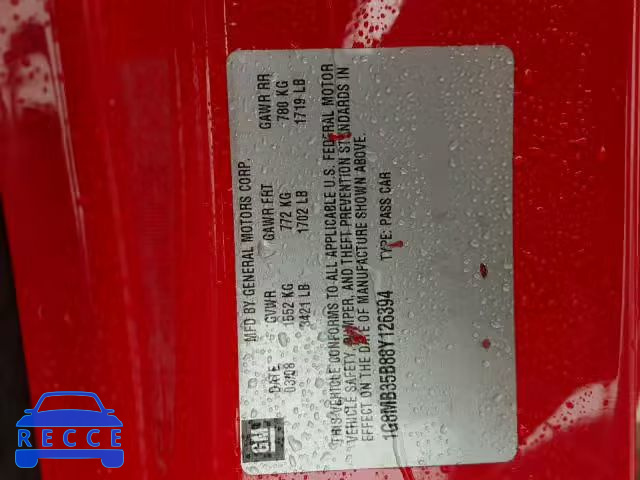 MFD BY GENERAL MOTORS CORP.
DATE GVWR GAWR FRT GAWR RR
03/08 1552 KG 772 KG 780 KG
3421 LB 1702 LB 1719 LB
THIS VEHICLE CONFORMS TO ALL APPLICABLE U.S. FEDERAL MOTOR
VEHICLE SAFETY, BUMPER, AND THEFT PREVENTION STANDARDS IN
EFFECT ON THE DATE OF MANUFACTURE SHOWN ABOVE.
1G8MB35B88Y126394 TYPE: PASS CAR
GM
RECCE